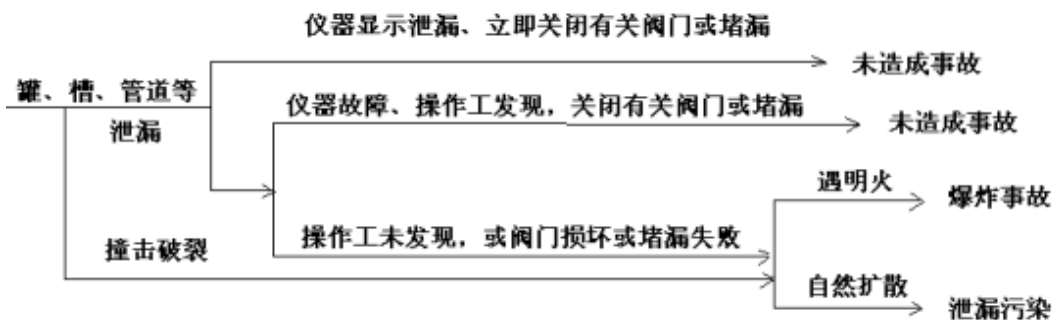 仪器显示泄漏、立即关闭有关阀门或堵漏
未造成事故
罐、槽、管道等
泄漏
仪器故障、操作工发现，关闭有关阀门或堵漏
未造成事故
遇明火
爆炸事故
操作工未发现，或阀门损坏或堵漏失败
撞击破裂
自然扩散
泄漏污染